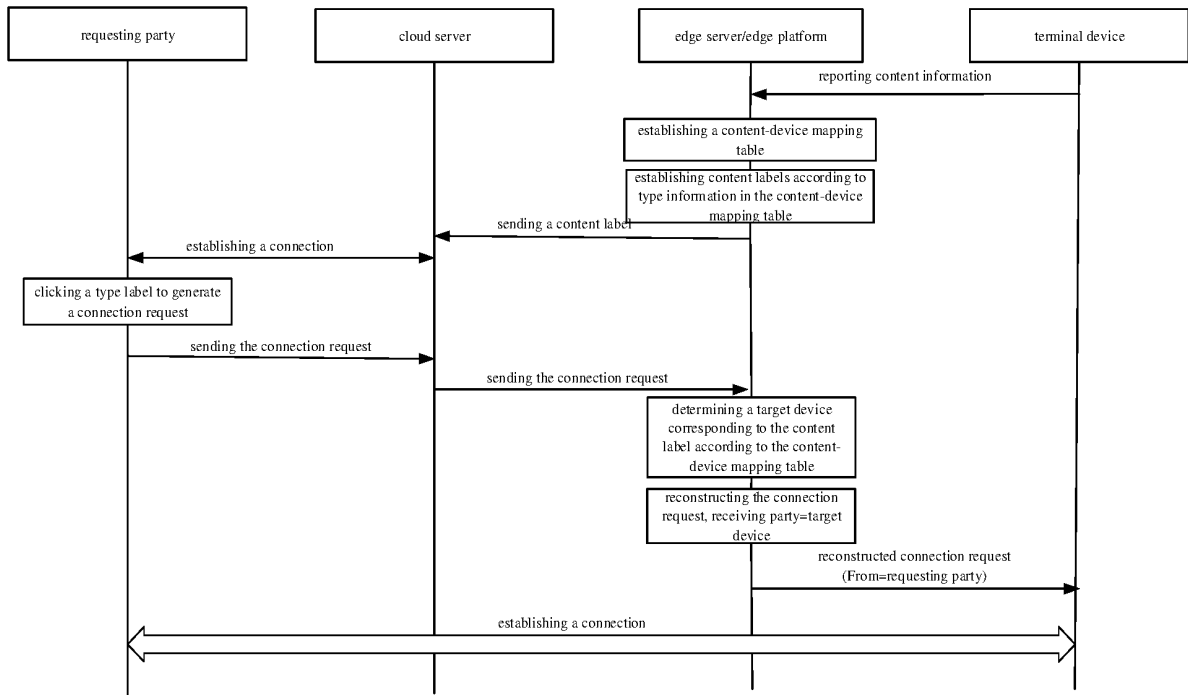 requesting party
cloud server
edge server/edge platform
terminal device
reporting content information
establishing a content-device mapping
table
establishing content labels according to
type information in the content-device
mapping table
sending a content label
establishing a connection
clicking a type label to generate
a connection request
sending the connection request
sending the connection request
determining a target device
corresponding to the content
label according to the content-
device mapping table
reconstructing the connection
request, receiving party=target
device
reconstructed connection request
(From=requesting party)
establishing a connection